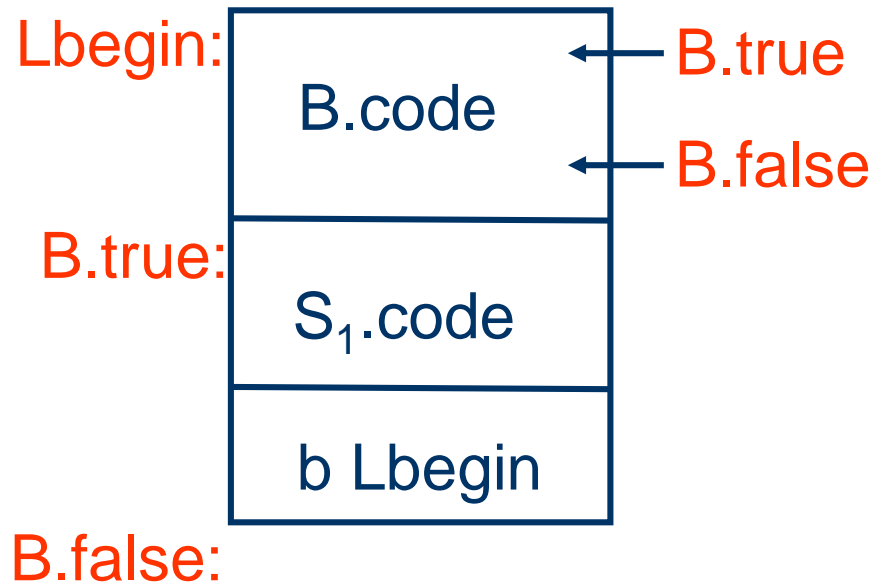 Lbegin:
B.true
B.code
B.false
B.true:
S₁.code
b Lbegin
B.false: